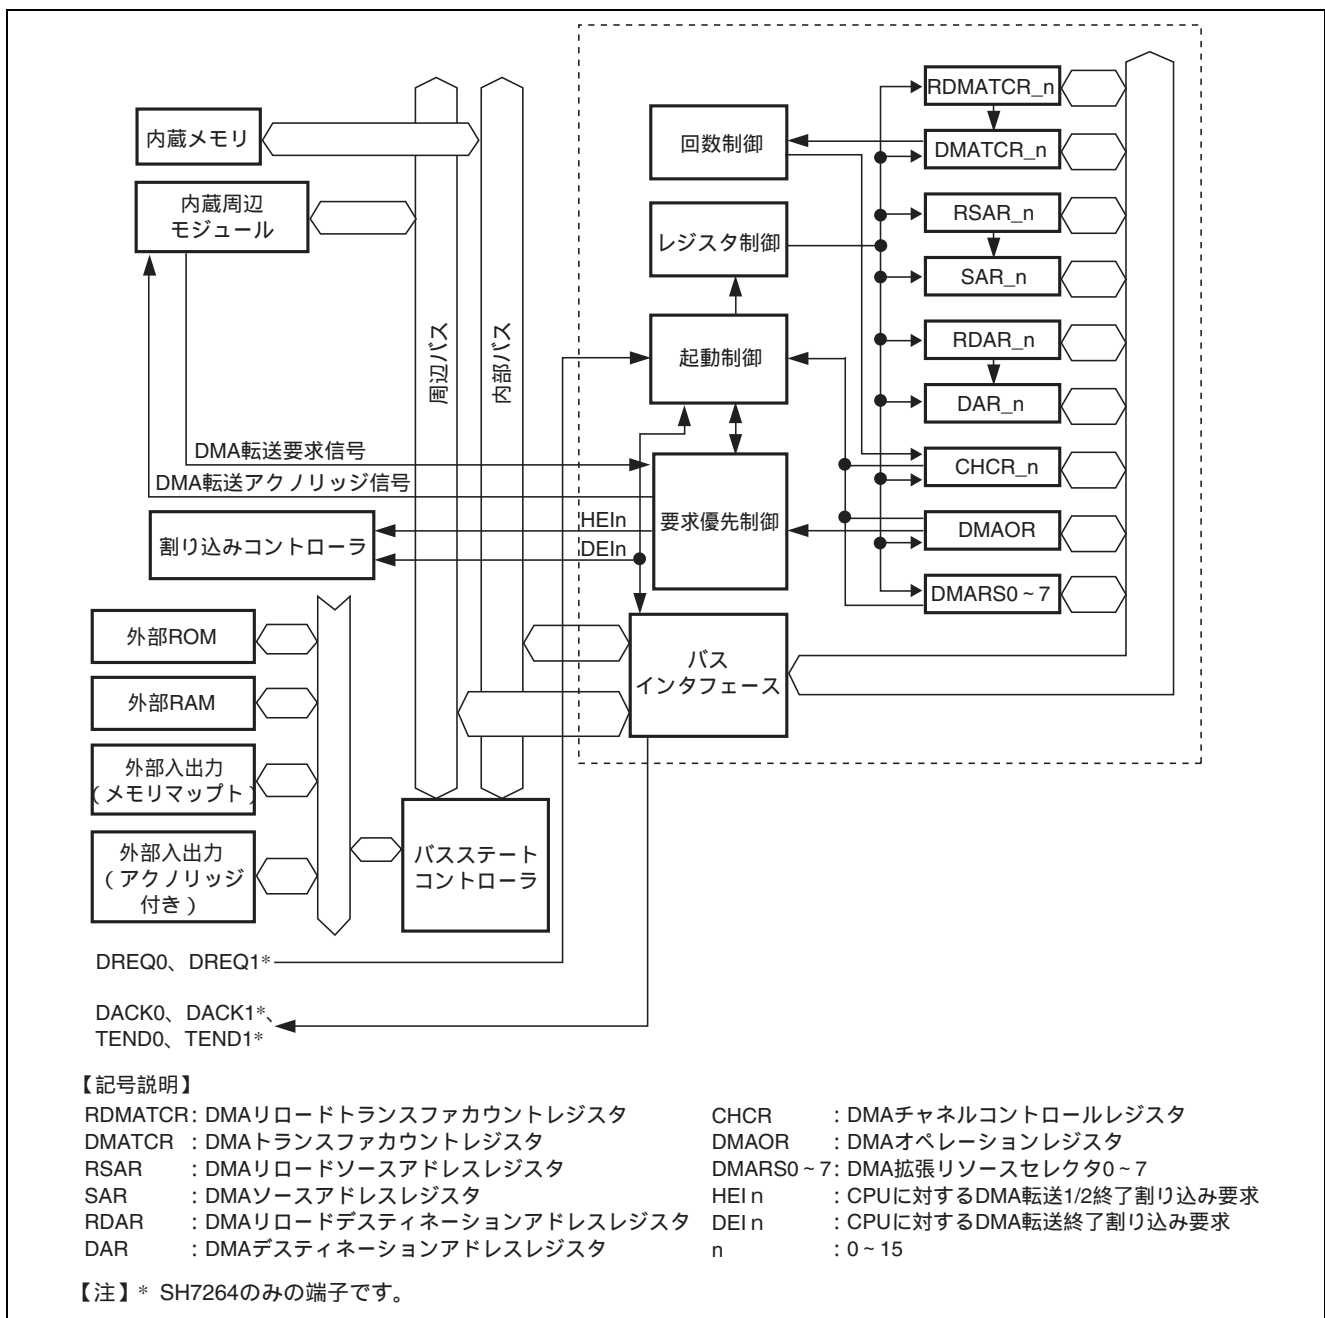 RDMATCR_n
内蔵メモリ
回数制御
DMATCR_n
内蔵周辺
モジュール
RSAR_n
レジスタ制御
SAR_n
周辺バス
内部バス
起動制御
RDAR_n
DAR_n
DMA転送要求信号
CHCR_n
DMA転送アクノリッジ信号
HEIn
要求優先制御
DMAOR
割り込みコントローラ
DEIn
DMARS0~7
外部ROM
バス
インタフェース
外部RAM
外部入出力
(メモリマップト)
外部入出力
(アクノリッジ
付き)
バスステート
コントローラ
DREQ0、DREQ1*
DACK0、DACK1*、
TEND0、TEND1*
【記号説明】
RDMATCR: DMAリロードトランスファカウントレジスタ
DMATCR : DMAトランスファカウントレジスタ
RSAR : DMAリロードソースアドレスレジスタ
SAR : DMAソースアドレスレジスタ
RDAR : DMAリロードデスティネーションアドレスレジスタ
DAR : DMAデスティネーションアドレスレジスタ
CHCR : DMAチャネルコントロールレジスタ
DMAOR : DMAオペレーションレジスタ
DMARS0~7: DMA拡張リソースセレクタ0~7
HEIn : CPUに対するDMA転送1/2終了割り込み要求
DEIn : CPUに対するDMA転送終了割り込み要求
n : 0~15
【注】* SH7264のみの端子です。